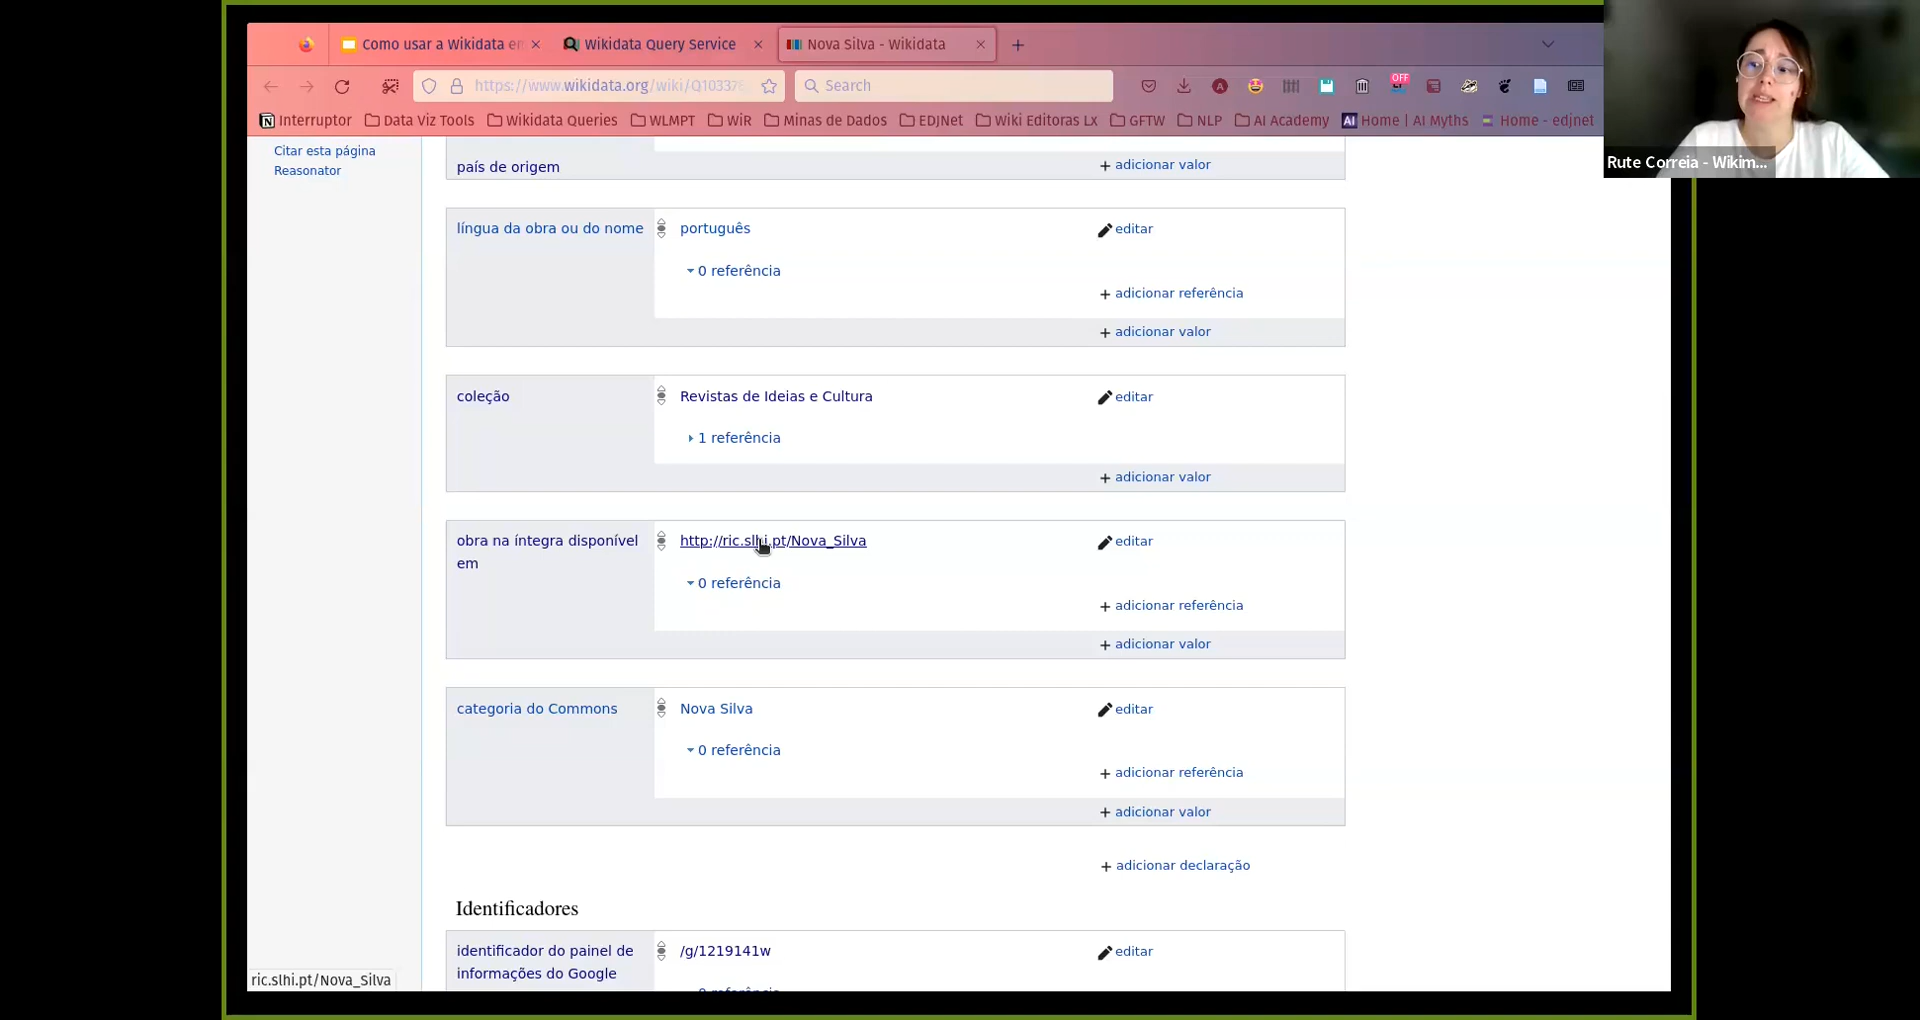 Como usar a Wikidata en
Wikidata Query Service
Nova Silva - Wikidata
https://www.wikidata.org/wiki/Q10337
Search
OFF
Interruptor
Data Viz Tools
Wikidata Queries
WLMPT
WiR
Minas de Dados
EDJNet
Wiki Editoras Lx
GFTW
NLP
AI Academy
AI Home | AI Myths
Home - edjnet
Rute Correia - Wikim...
Citar esta página
Reasonator
país de origem
+ adicionar valor
língua da obra ou do nome
português
editar
0 referência
+ adicionar referência
+ adicionar valor
coleção
Revistas de Ideias e Cultura
editar
1 referência
+ adicionar valor
obra na íntegra disponível
em
http://ric.slhi.pt/Nova_Silva
editar
0 referência
+ adicionar referência
+ adicionar valor
categoria do Commons
Nova Silva
editar
0 referência
+ adicionar referência
+ adicionar valor
+ adicionar declaração
Identificadores
identificador do painel de
informações do Google
/g/1219141w
editar
0 referência
ric.slhi.pt/Nova_Silva